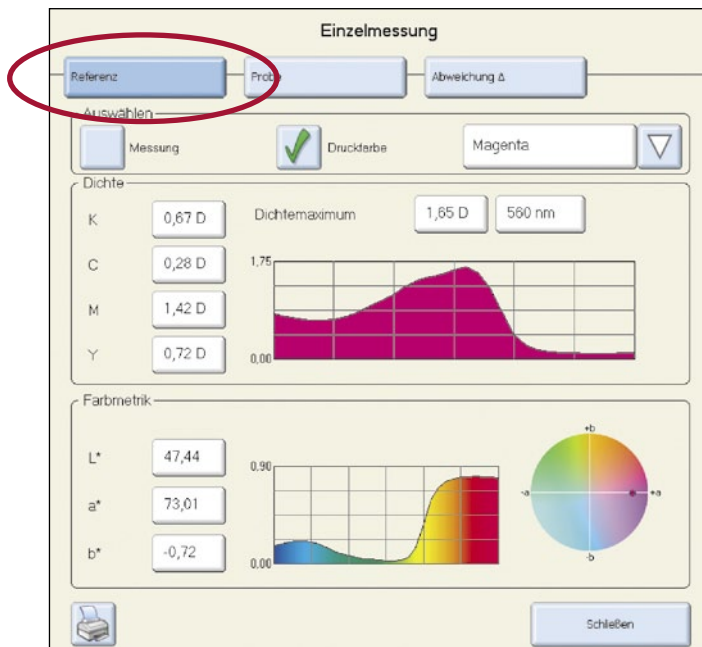 Einzelmessung
Referenz
Probe
Abweichung Δ
Auswählen
Messung
Druckfarbe
Magenta
Dichte
K 0,67 D
Dichtemaximum 1,65 D 560 nm
C 0,28 D
M 1,42 D
Y 0,72 D
1,75
0,00
Farbmetrik
L* 47,44
a* 73,01
b* -0,72
0.90
0.00
+b
-a
+a
-b
Schließen